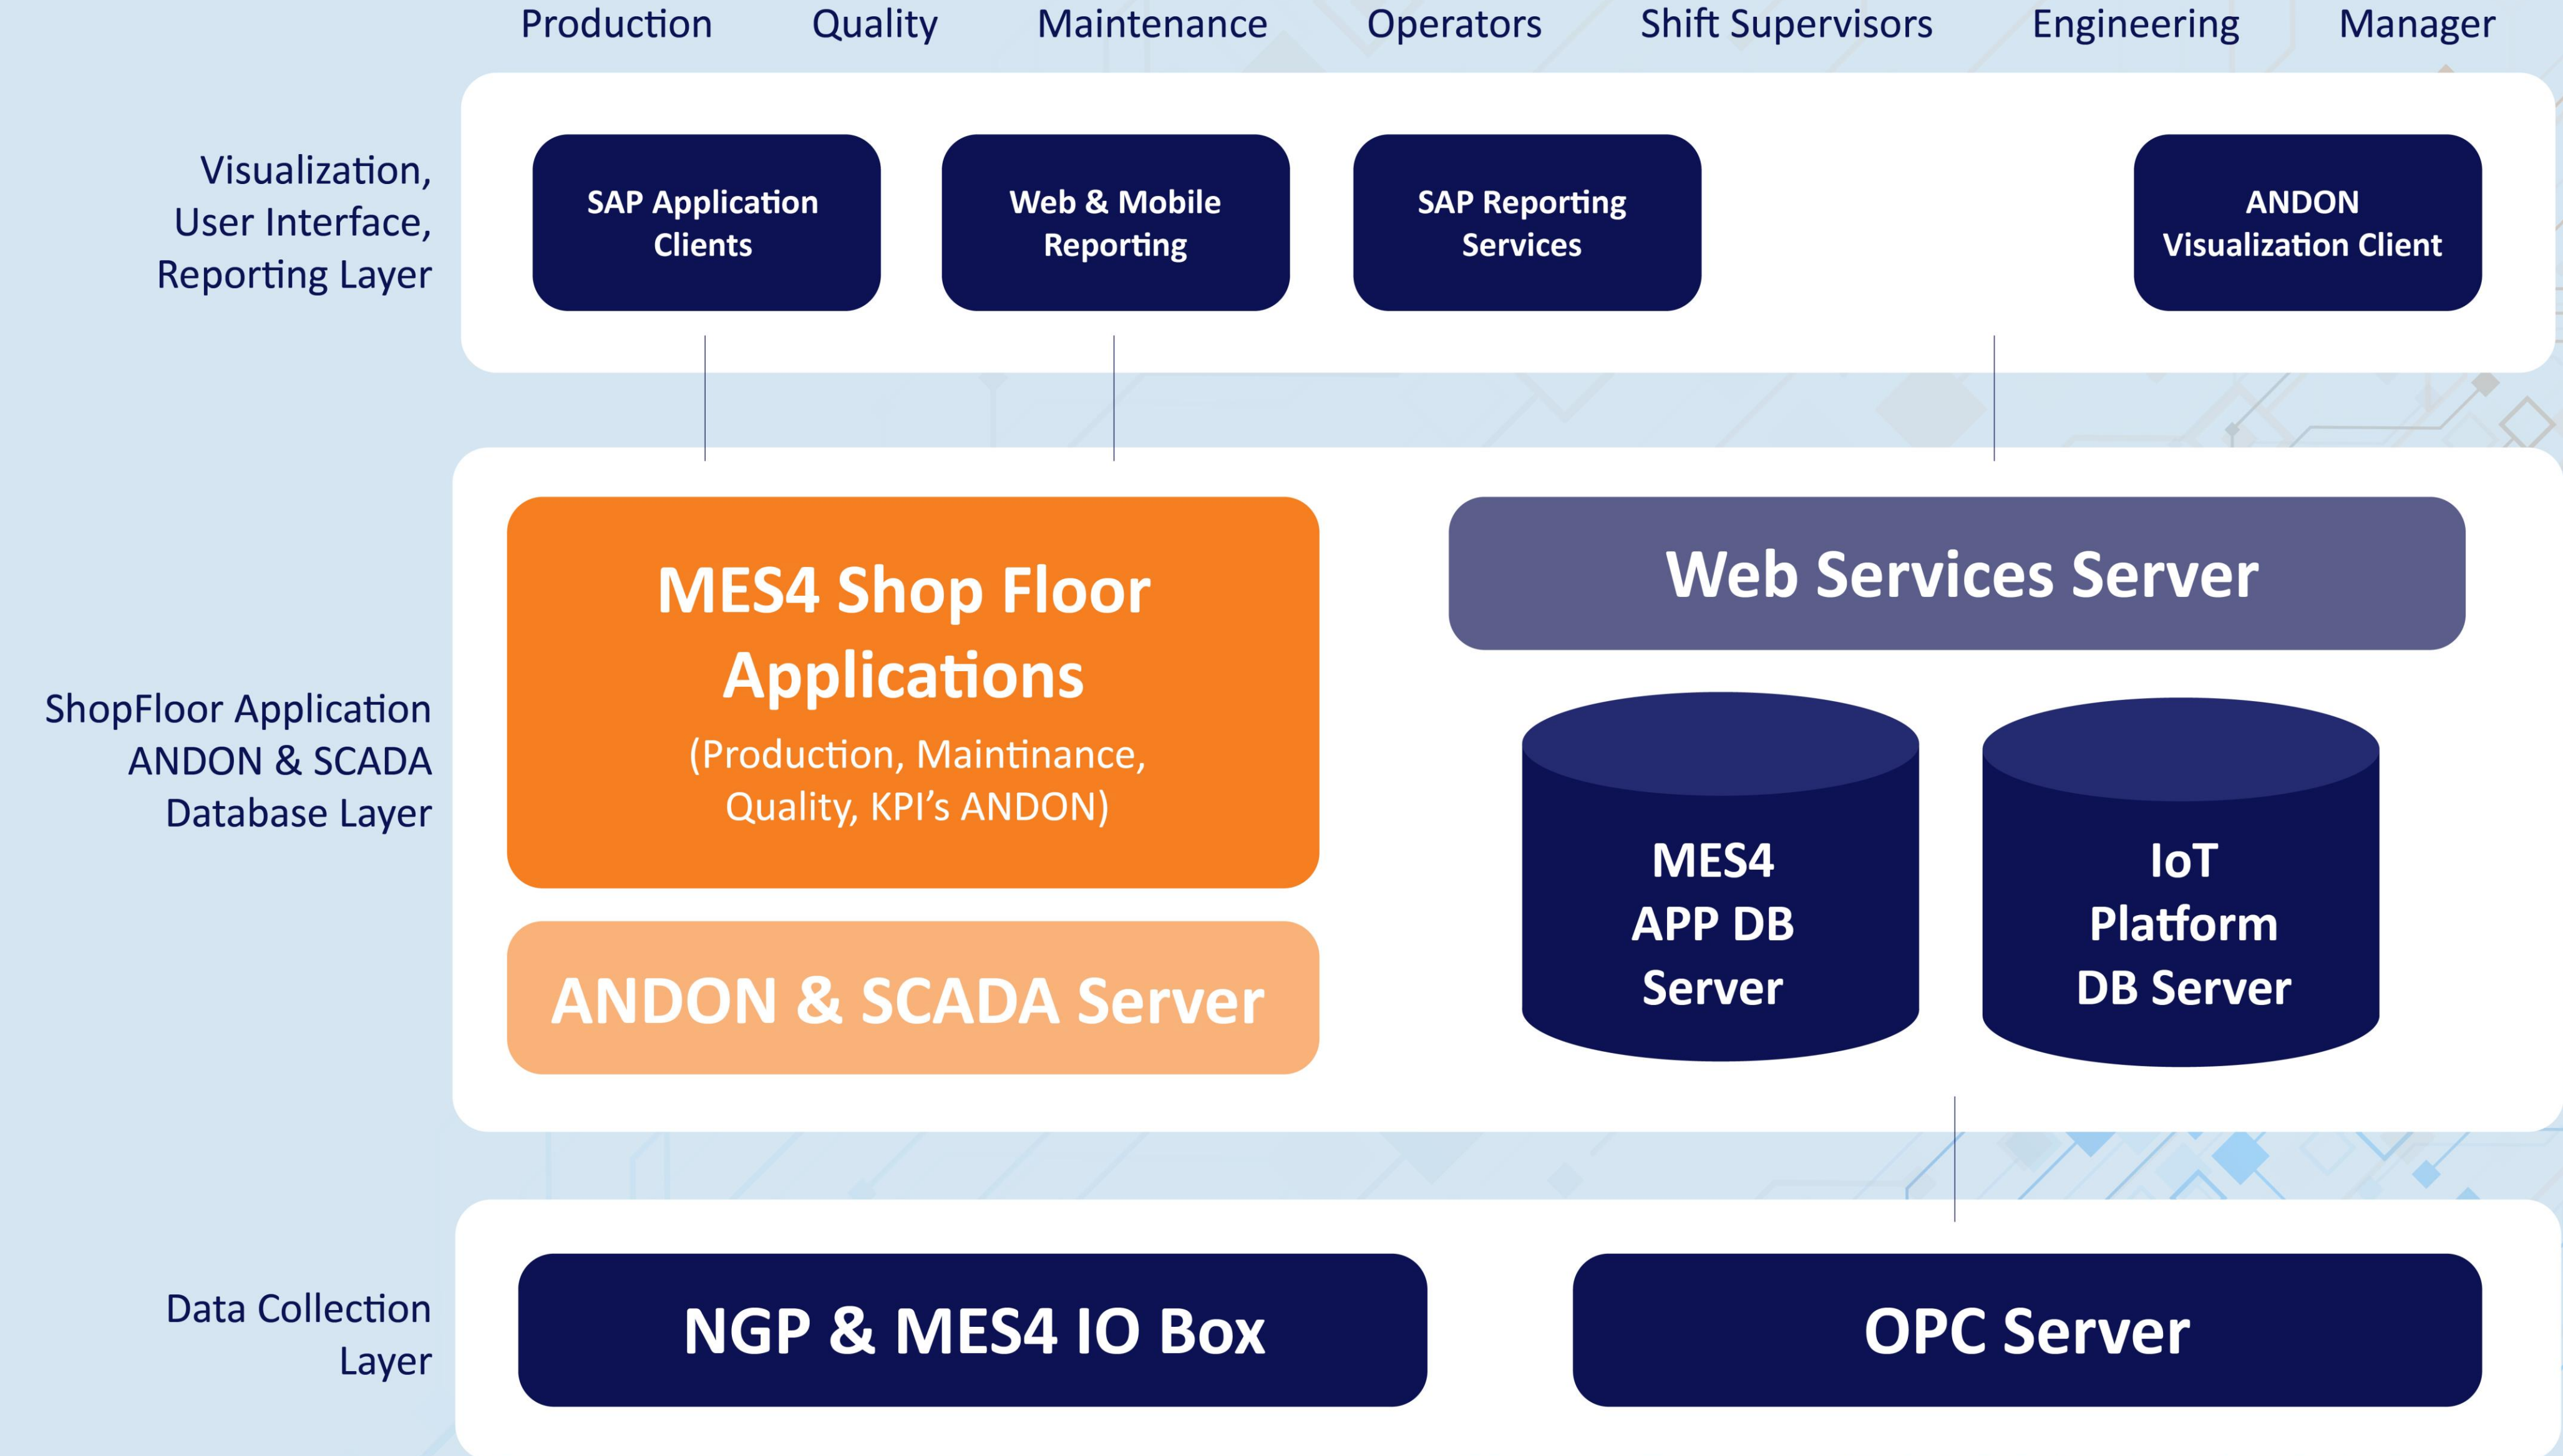 Production Quality Maintenance Operators Shift Supervisors Engineering Manager
Visualization,
User Interface,
Reporting Layer
SAP Application
Clients
Web & Mobile
Reporting
SAP Reporting
Services
ANDON
Visualization Client
ShopFloor Application
ANDON & SCADA
Database Layer
MES4 Shop Floor
Applications
(Production, Maintinance,
Quality, KPI's ANDON)
ANDON & SCADA Server
Web Services Server
MES4
APP DB
Server
IoT
Platform
DB Server
Data Collection
Layer
NGP & MES4 IO Box
OPC Server